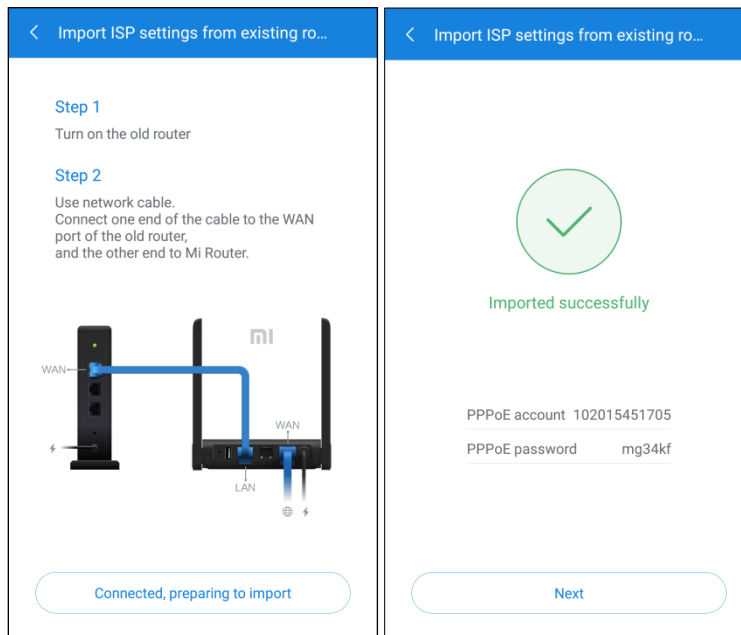 Import ISP settings from existing ro...
Step 1
Turn on the old router
Step 2
Use network cable.
Connect one end of the cable to the WAN
port of the old router,
and the other end to Mi Router.
WAN
WAN
LAN
Connected, preparing to import
Import ISP settings from existing ro...
Imported successfully
PPPoE account 102015451705
PPPoE password mg34kf
Next